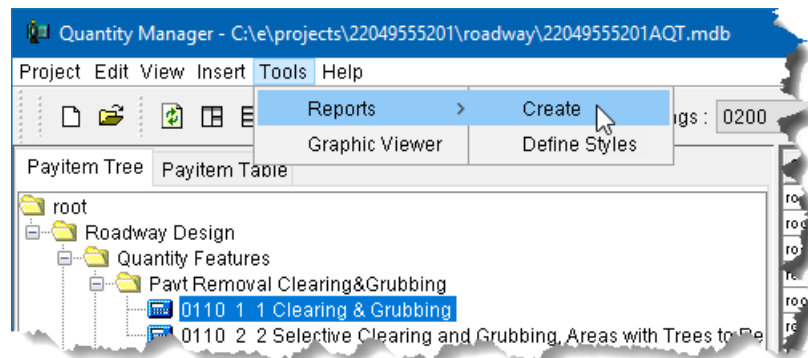 Quantity Manager - C:\e\projects\22049555201\roadway\22049555201AQT.mdb
Project Edit View Insert Tools Help
Reports > Create
0200
Graphic Viewer Define Styles
Payitem Tree Payitem Table
root
Roadway Design
Quantity Features
Pavt Removal Clearing&Grubbing
0110 1 1 Clearing & Grubbing
0110 2 2 Selective Clearing and Grubbing, Areas with Trees to